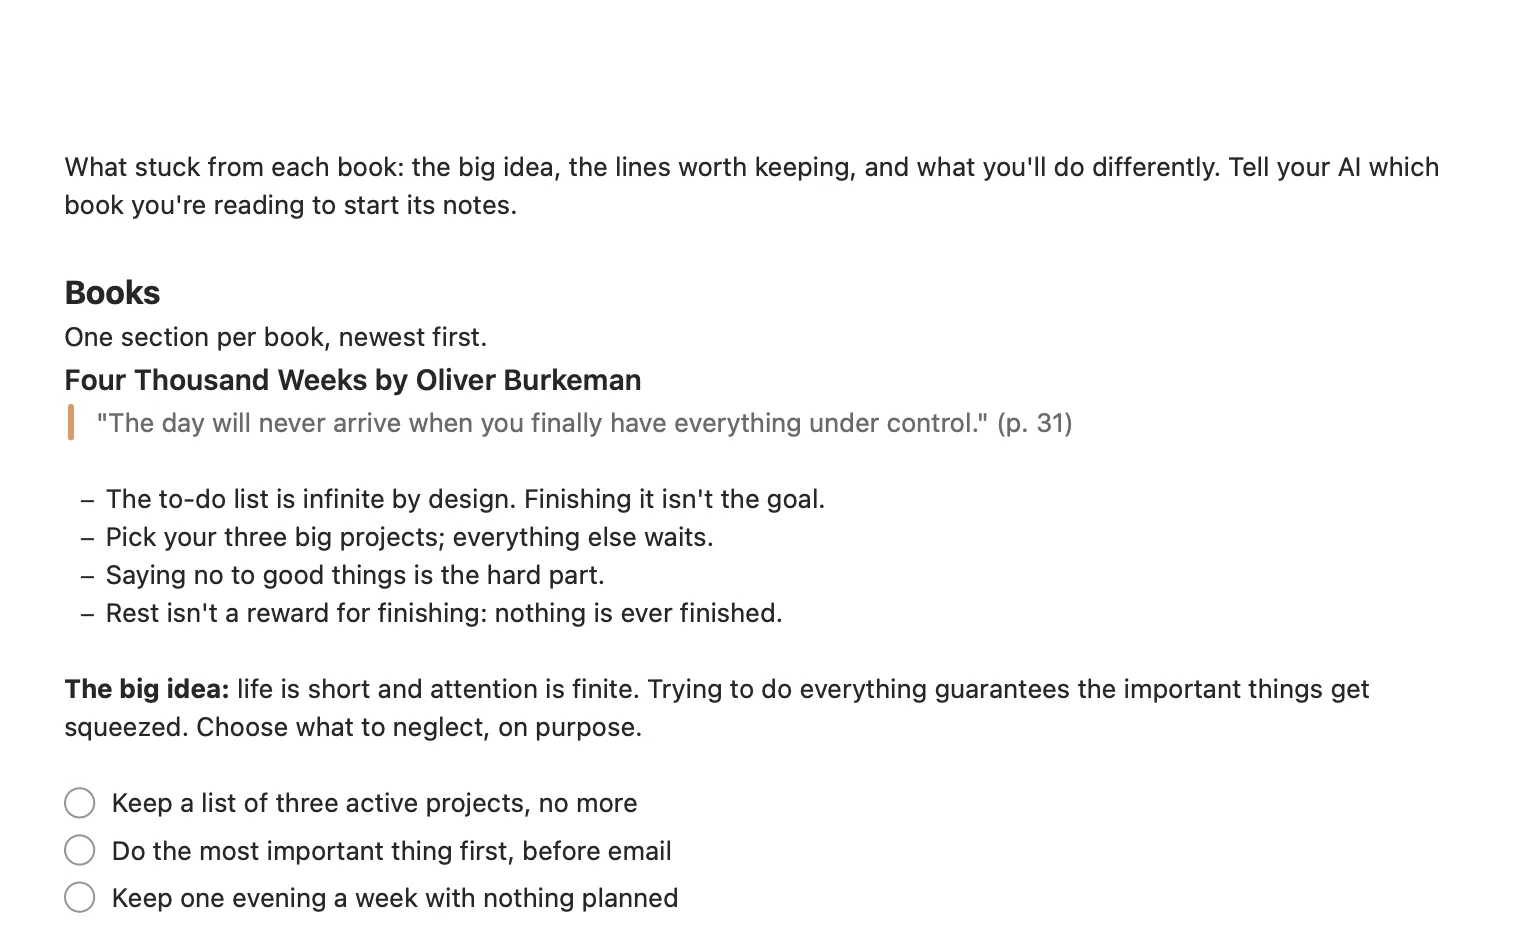 What stuck from each book: the big idea, the lines worth keeping, and what you'll do differently. Tell your AI which
book you're reading to start its notes.
Books
One section per book, newest first.
Four Thousand Weeks by Oliver Burkeman
"The day will never arrive when you finally have everything under control." (p. 31)
– The to-do list is infinite by design. Finishing it isn't the goal.
– Pick your three big projects; everything else waits.
– Saying no to good things is the hard part.
– Rest isn't a reward for finishing: nothing is ever finished.
The big idea: life is short and attention is finite. Trying to do everything guarantees the important things get
squeezed. Choose what to neglect, on purpose.
Keep a list of three active projects, no more
Do the most important thing first, before email
Keep one evening a week with nothing planned